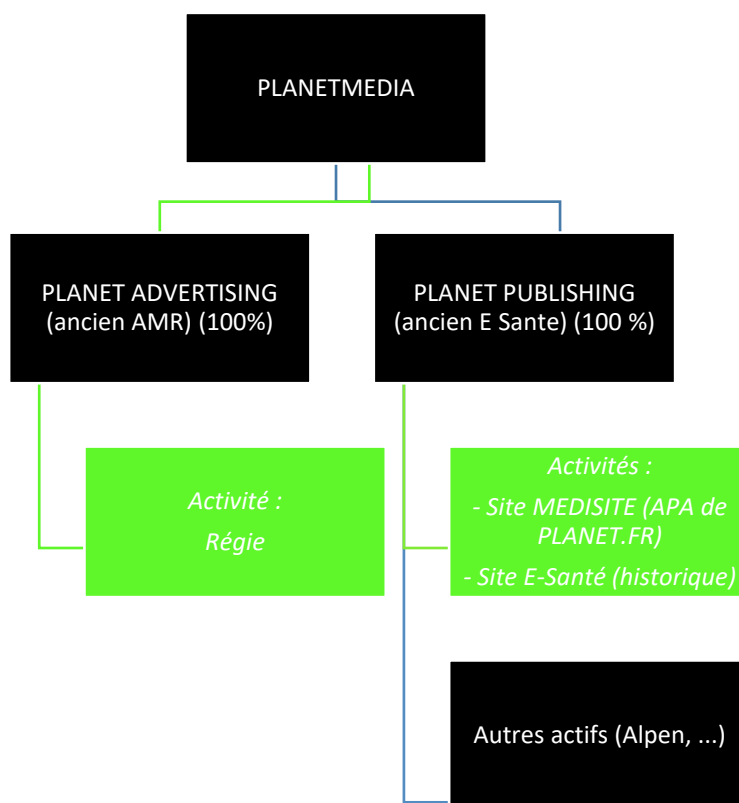 PLANETMEDIA
PLANET ADVERTISING
(ancien AMR) (100%)
PLANET PUBLISHING
(ancien E Sante) (100 %)
Activité :
Régie
Activités :
- Site MEDISITE (APA de
PLANET.FR)
- Site E-Santé (historique)
Autres actifs (Alpen, ...)